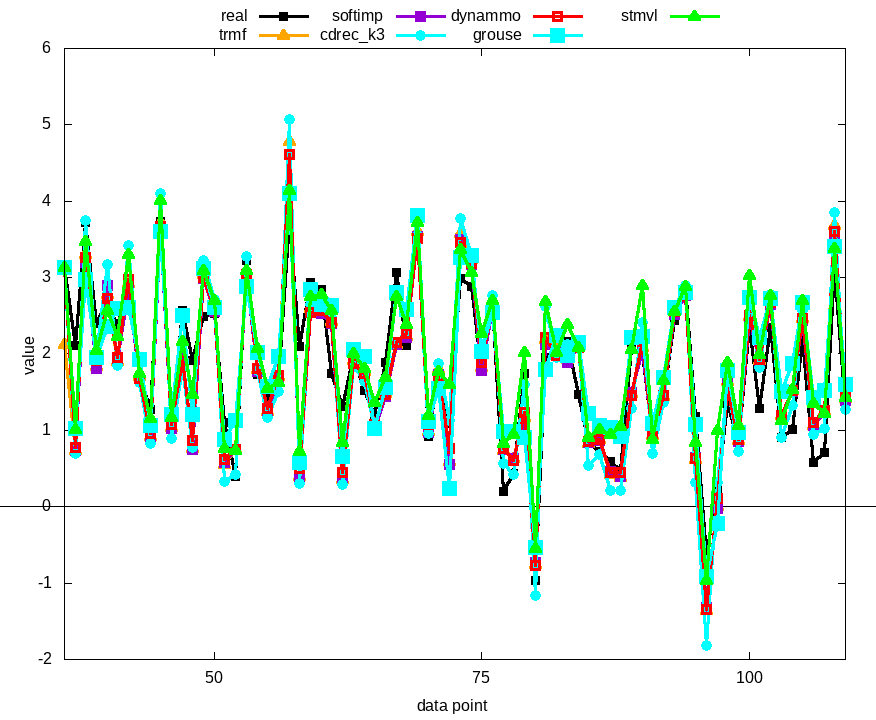 real softimp dynammo stmvl
trmf cdrec_k3 grouse
6
5
4
3
2
1
0
-1
-2
value
50 75 100
data point